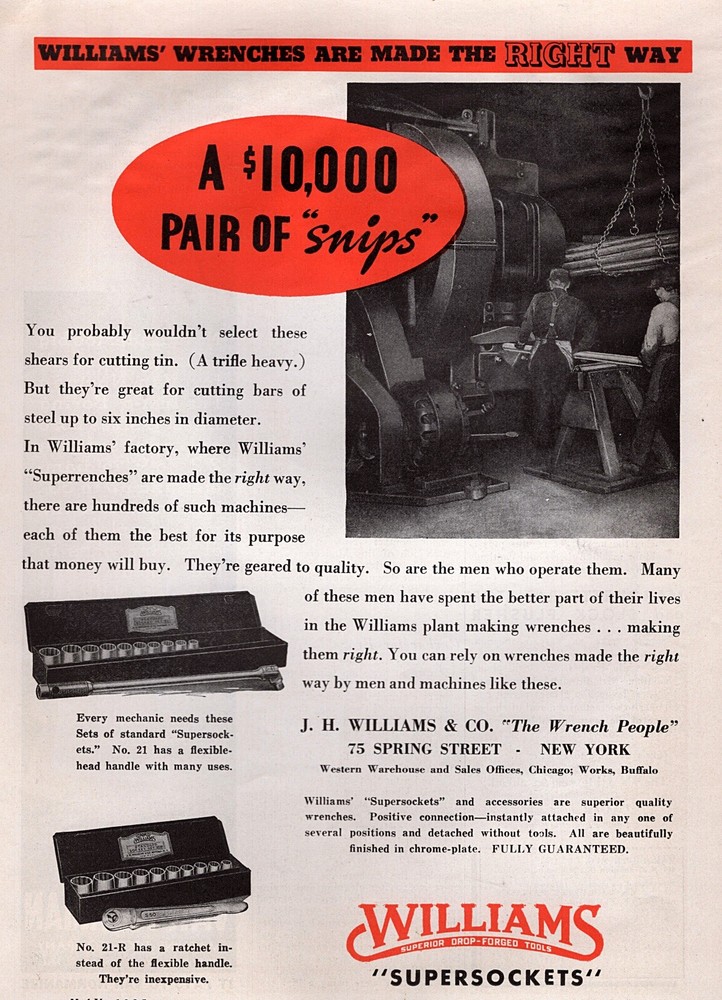 WILLIAMS' WRENCHES ARE MADE THE RIGHT WAY
A $10,000
PAIR OF "snips"
You probably wouldn't select these
shears for cutting tin. (A trifle heavy.)
But they're great for cutting bars of
steel up to six inches in diameter.
In Williams' factory, where Williams'
"Superrenches" are made the right way,
there are hundreds of such machines—
each of them the best for its purpose
that money will buy. They're geared to quality. So are the men who operate them. Many
of these men have spent the better part of their lives
in the Williams plant making wrenches . . . making
them right. You can rely on wrenches made the right
way by men and machines like these.
Every mechanic needs these
Sets of standard "Supersock-
ets." No. 21 has a flexible-
head handle with many uses.
J. H. WILLIAMS & CO. "The Wrench People"
75 SPRING STREET - NEW YORK
Western Warehouse and Sales Offices, Chicago; Works, Buffalo
Williams' "Supersockets" and accessories are superior quality
wrenches. Positive connection—instantly attached in any one of
several positions and detached without tools. All are beautifully
finished in chrome-plate. FULLY GUARANTEED.
No. 21-R has a ratchet in-
stead of the flexible handle.
They're inexpensive.
WILLIAMS
SUPERIOR DROP-FORGED TOOLS
"SUPERSOCKETS"